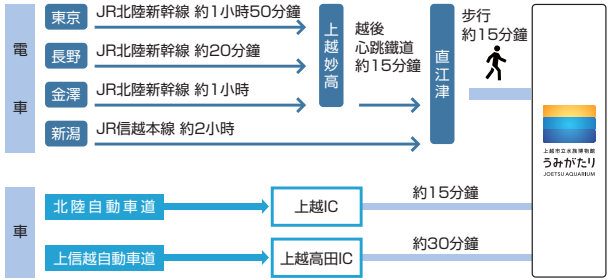 電車
東京
JR北陸新幹線 約1小時50分鐘
長野
JR北陸新幹線 約20分鐘
金澤
JR北陸新幹線 約1小時
新潟
JR信越本線 約2小時
上越妙高
越後
心跳鐵道
約15分鐘
直江津
步行
約15分鐘
上越市立水族博物館
うみがたり
JOETSU AQUARIUM
車
北陸自動車道
上越IC
約15分鐘
上信越自動車道
上越高田IC
約30分鐘